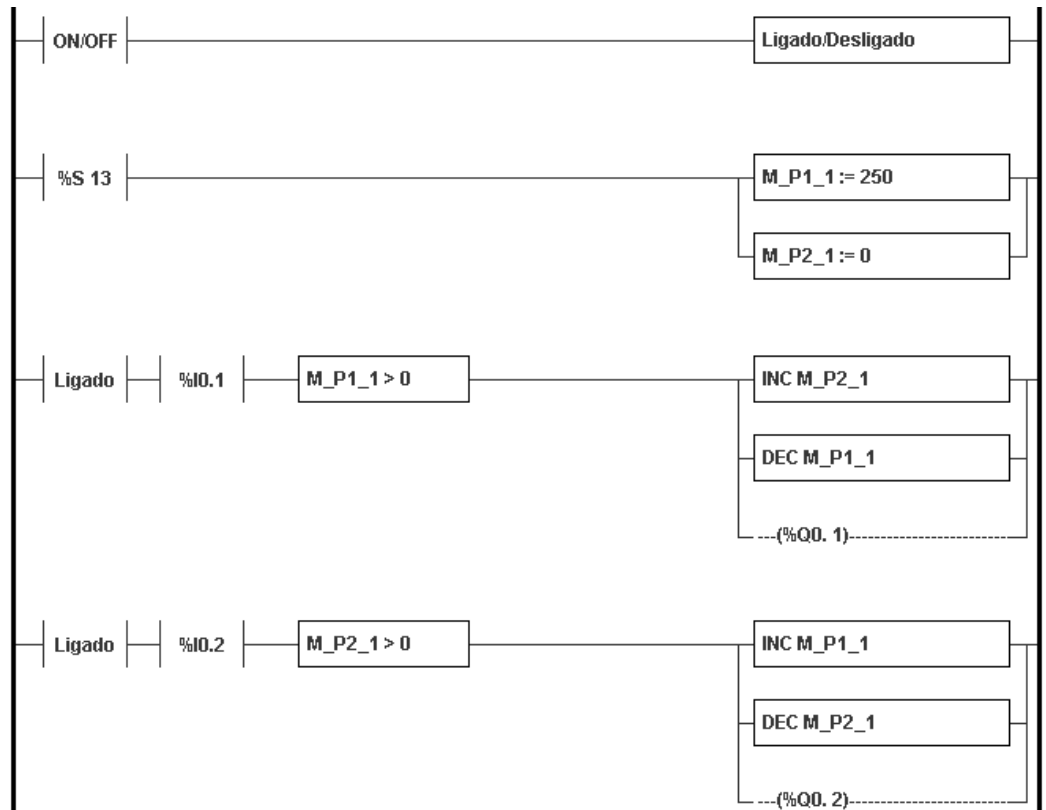 ON/OFF Ligado/Desligado
%S 13 M_P1_1 := 250
M_P2_1 := 0
Ligado %I0.1 M_P1_1 > 0 INC M_P2_1
DEC M_P1_1
---(%Q0. 1)-------------------------
Ligado %I0.2 M_P2_1 > 0 INC M_P1_1
DEC M_P2_1
---(%Q0. 2)-------------------------